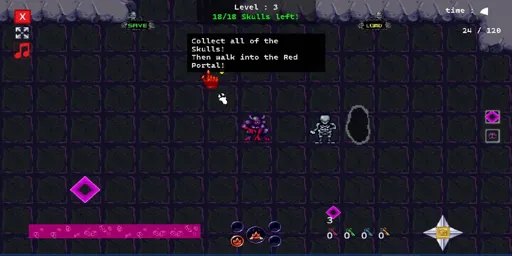 Level : 3
18/18 Skulls left!
time :
24 / 120
SAVE
LOAD
Collect all of the
Skulls!
Then walk into the Red
Portal!
3
0 0 0 0